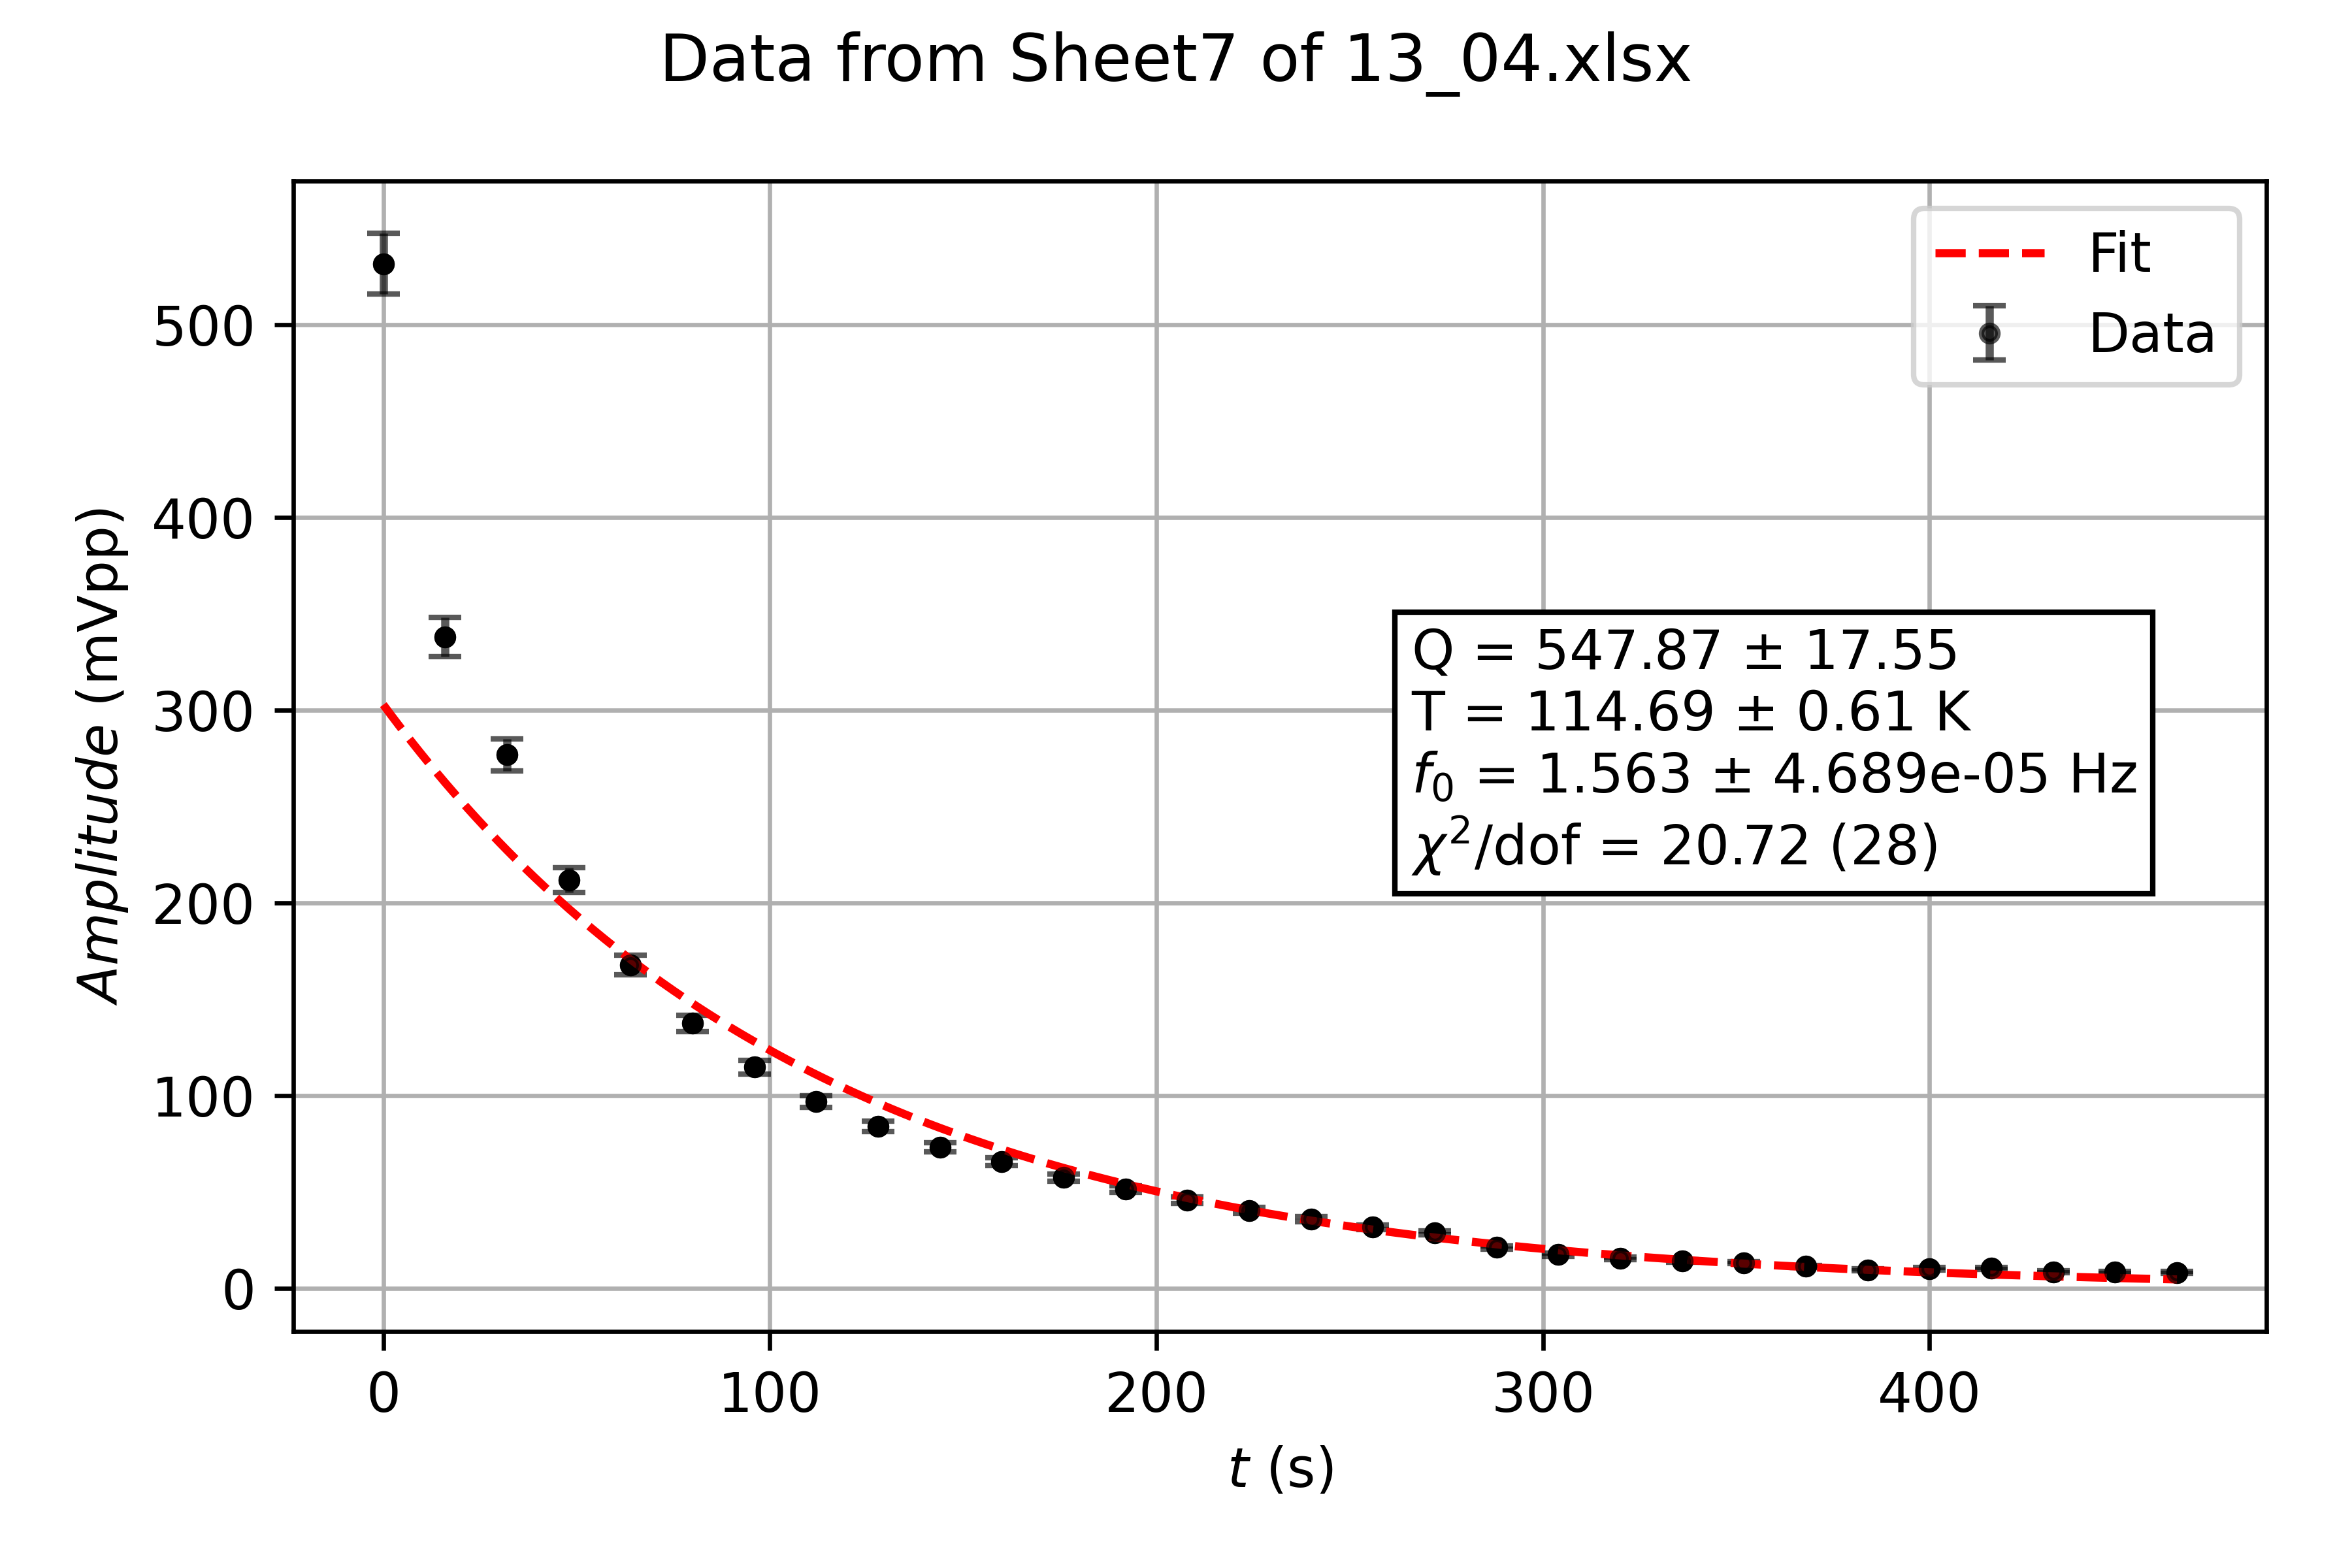 Data from Sheet7 of 13_04.xlsx
Amplitude (mVpp)
500
400
300
200
100
0
Fit
Data
Q = 547.87 ± 17.55
T = 114.69 ± 0.61 K
f₀ = 1.563 ± 4.689e-05 Hz
χ²/dof = 20.72 (28)
0 100 200 300 400
t (s)